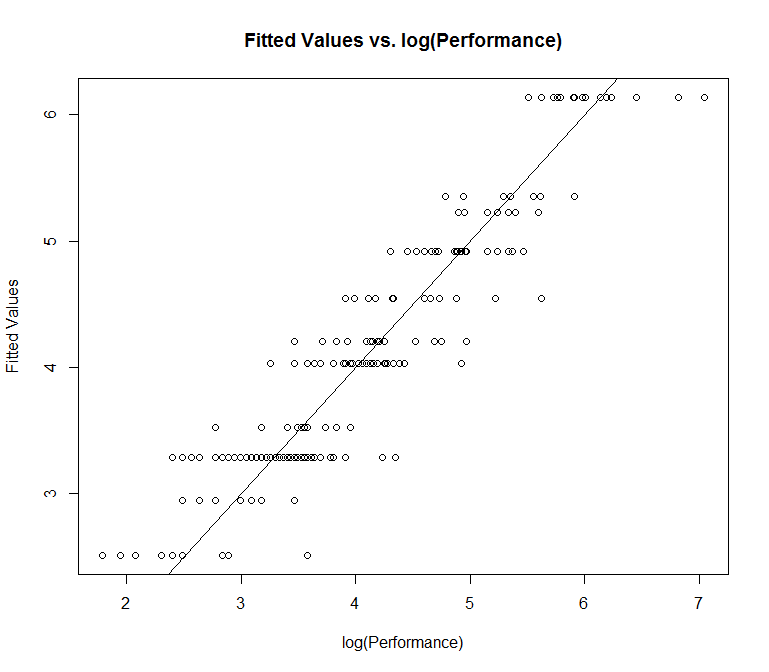 Fitted Values vs. log(Performance)
Fitted Values
6
5
4
3
2 3 4 5 6 7
log(Performance)